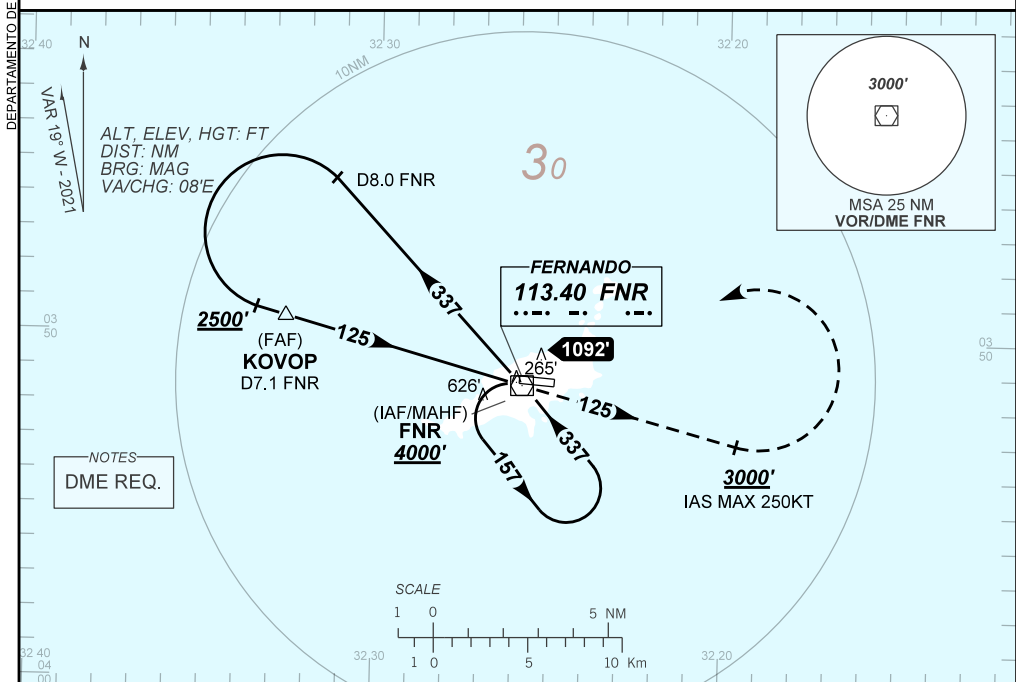 DEPARTAMENTO DE
32 40
32 30
32 20
N
10NM
VAR 19° W - 2021
ALT, ELEV, HGT: FT
DIST: NM
BRG: MAG
VA/CHG: 08'E
3000'
MSA 25 NM
VOR/DME FNR
30
D8.0 FNR
337
FERNANDO
113.40 FNR
03
50
2500'
125
(FAF)
KOVOP
D7.1 FNR
1092'
265'
626'
03
50
(IAF/MAHF)
FNR
4000'
125
337
157
3000'
IAS MAX 250KT
NOTES
DME REQ.
SCALE
1 0 5 NM
1 0 5 10 Km
32 40
04
00
32 30
32 20